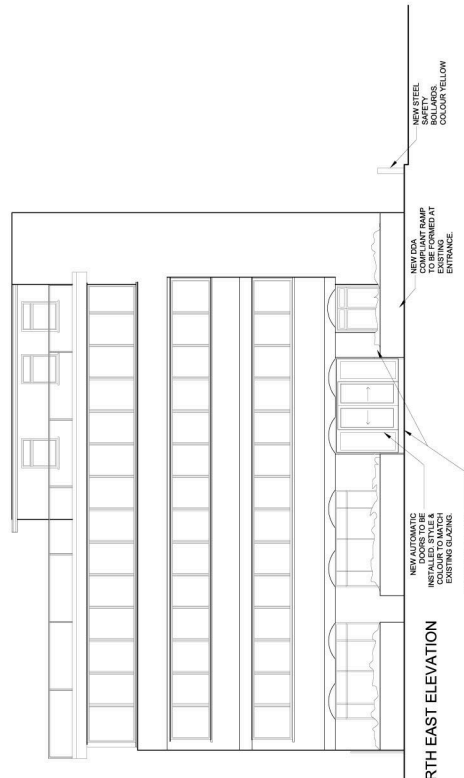 NEW STEEL
SAFETY
BOLLARDS.
COLOUR YELLOW
NEW DDA
COMPLIANT RAMP
TO BE FORMED AT
EXISTING
ENTRANCE.
NEW AUTOMATIC
DOORS TO BE
INSTALLED. STYLE &
COLOUR TO MATCH
EXISTING GLAZING.
RTH EAST ELEVATION